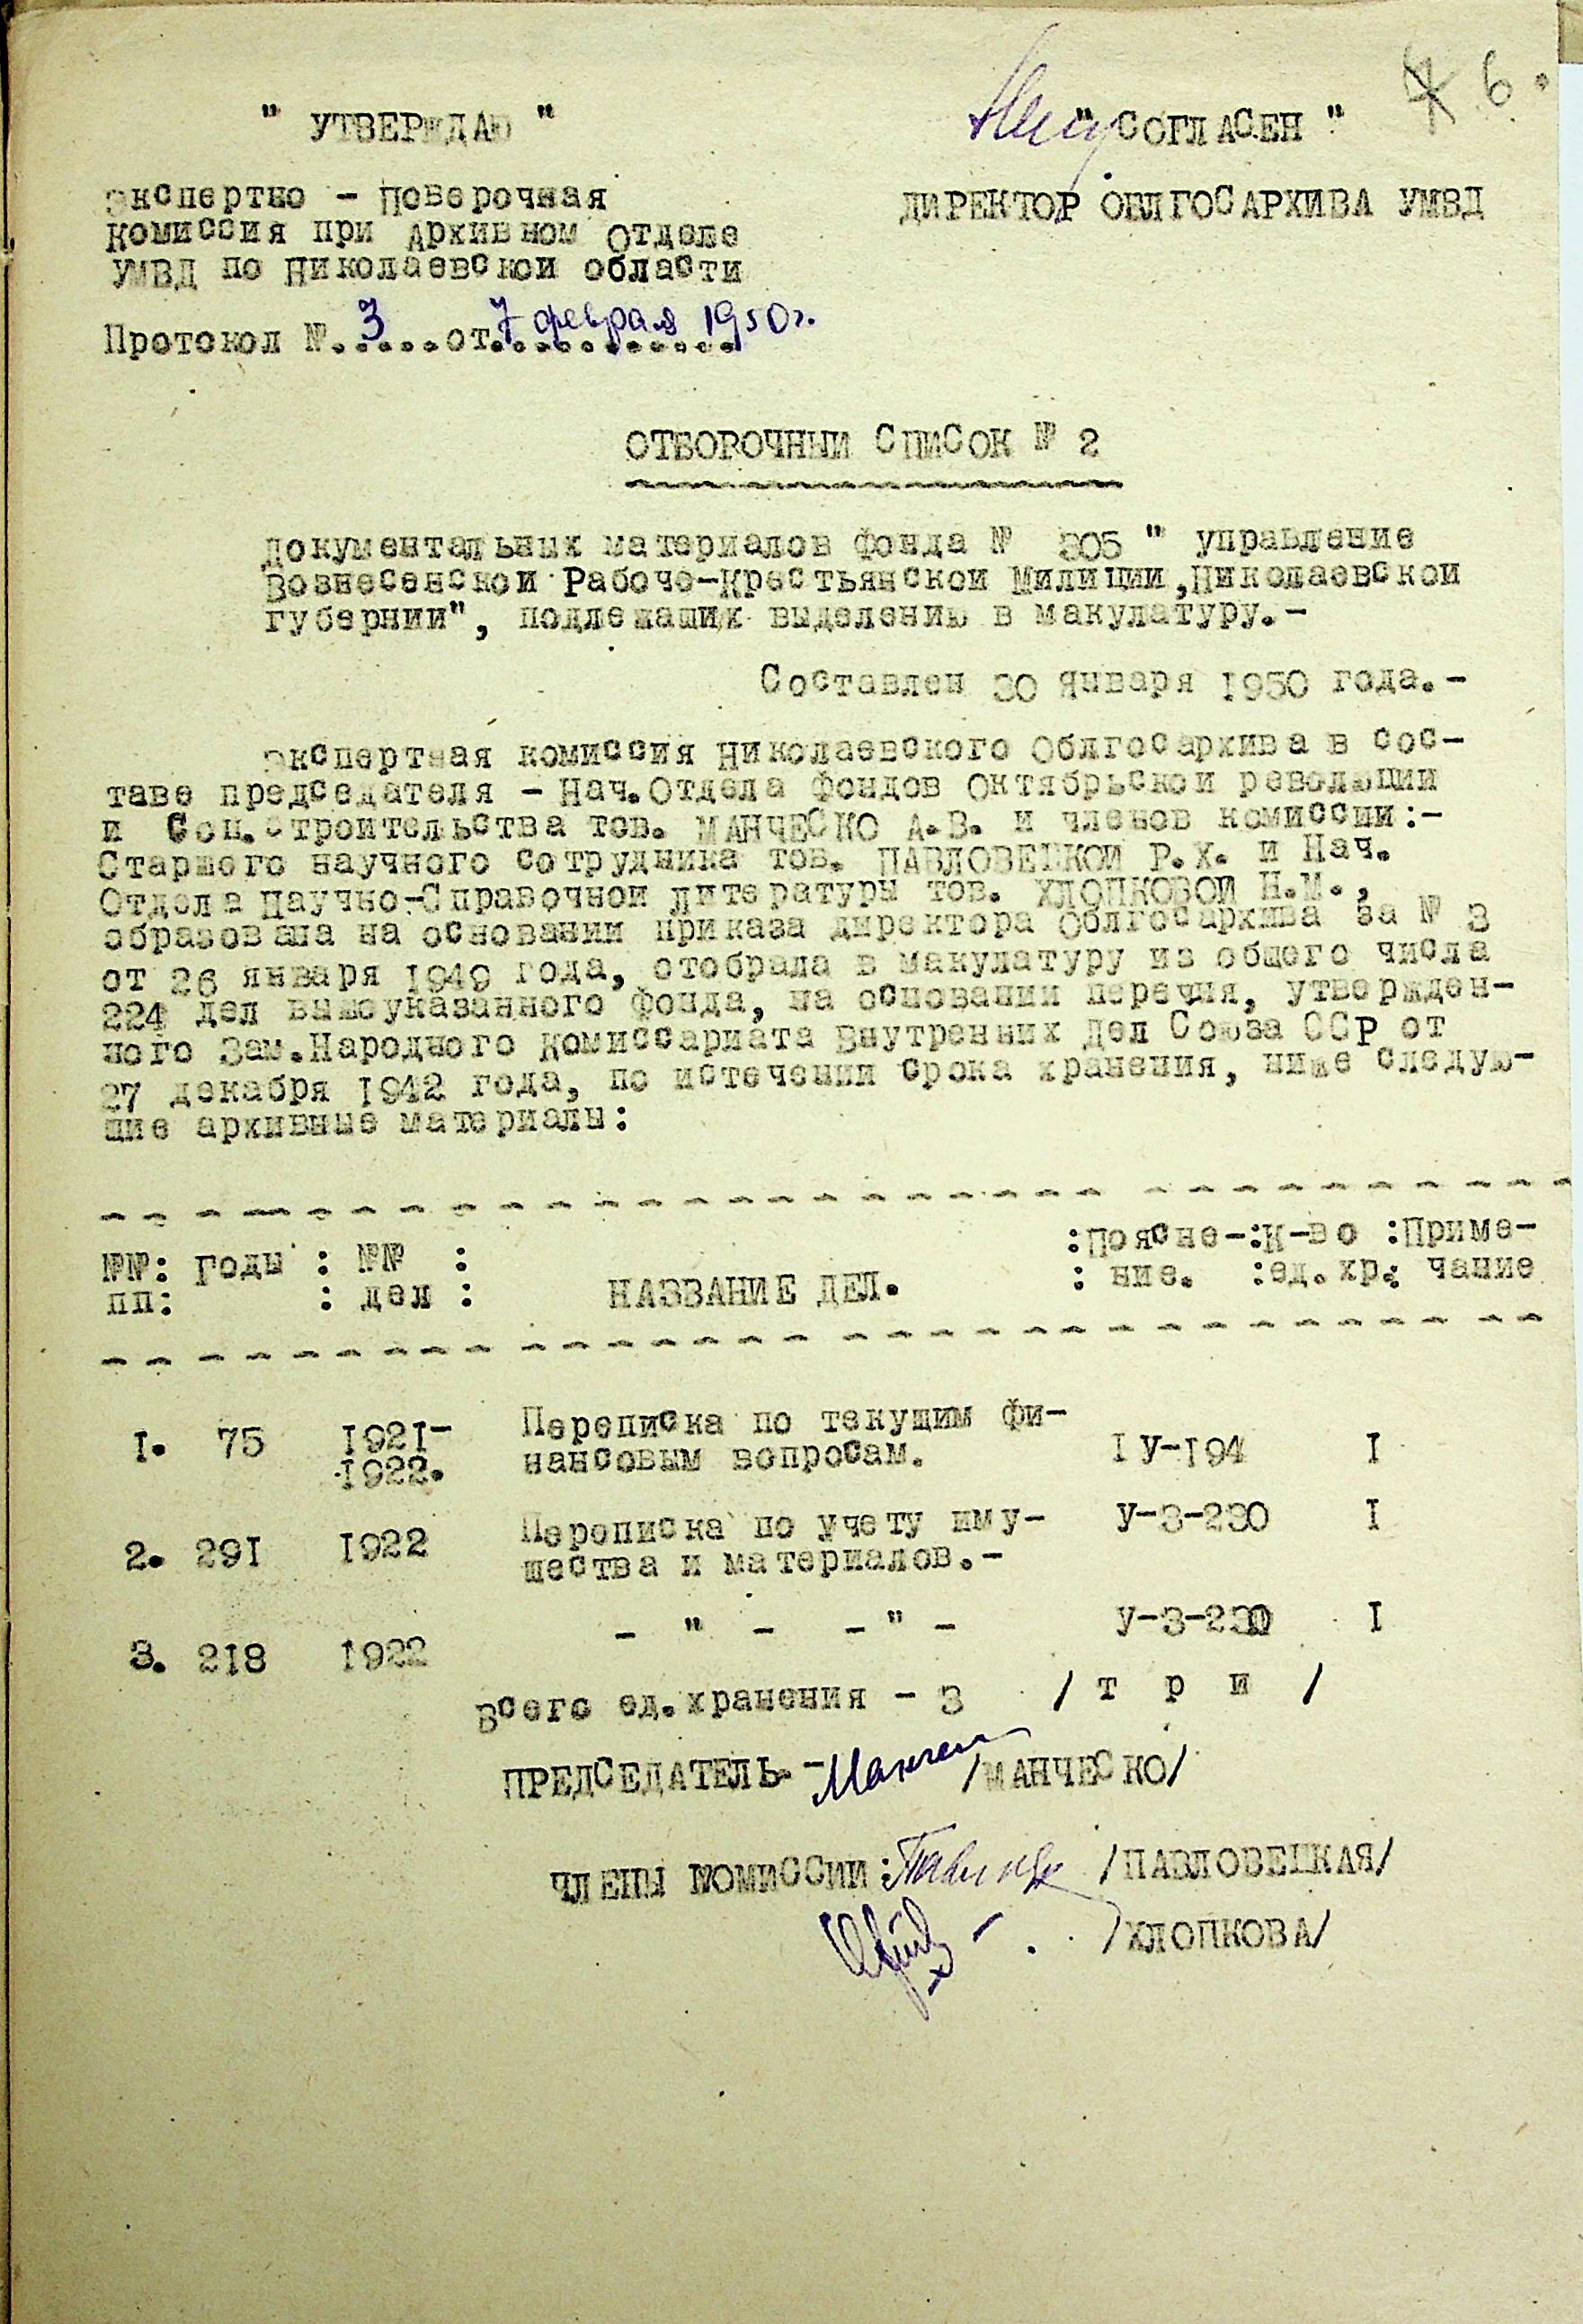 6.
" УТВЕРЖДАЮ "
" СОГЛАСЕН "
Экспертно - Поверочная
Комиссия при Архивном Отделе
УМВД по Николаевской области
ДИРЕКТОР ОБЛГОСАРХИВА УМВД
Протокол №. 3 ....от 7 февраля 1950 г.
ОТБОРОЧНЫЙ СПИСОК № 2
документальных материалов фонда № 305 " управление
Вознесенской Рабоче-Крестьянской Милиции,Николаевской
губернии", подлежащих выделению в макулатуру.-
Составлен 30 Января 1950 года.-
Экспертная комиссия Николаевского Облгосархива в сос-
таве председателя - Нач.Отдела Фондов Октябрьской революции
и Соц.строительства тов. МАНЧЕСКО А.В. и членов комиссии:-
Старшего научного сотрудника тов. ПАВЛОВЕЦКОЙ Р.Х. и Нач.
Отдела Научно-Справочной литературы тов. ХЛОПКОВОЙ Н.М.,
образована на основании приказа директора Облгосархива за № 3
от 26 января 1949 года, отобрала в макулатуру из общего числа
224 дел вышеуказанного фонда, на основании перечня, утвержден-
ного Зам.Народного Комиссариата Внутренних Дел Союза ССР от
27 декабря 1942 года, по истечении срока хранения, ниже следую-
щие архивные материалы:
№№: Годы : №№ : НАЗВАНИЕ ДЕЛ. :Поясне-:К-во :Приме-
пп: : дел : : ние. :ед.хр.: чание
1. 75 1921- Переписка по текущим фи-
1922. нансовым вопросам. IУ-194 I
2. 291 1922 Переписка по учету иму- У-3-230 I
щества и материалов.-
3. 218 1922 - " - - " - У-3-230 I
Всего ед.хранения - 3 / т р и /
ПРЕДСЕДАТЕЛЬ - Манческо /МАНЧЕСКО/
ЧЛЕНЫ КОМИССИИ: /ПАВЛОВЕЦКАЯ/
/ХЛОПКОВА/